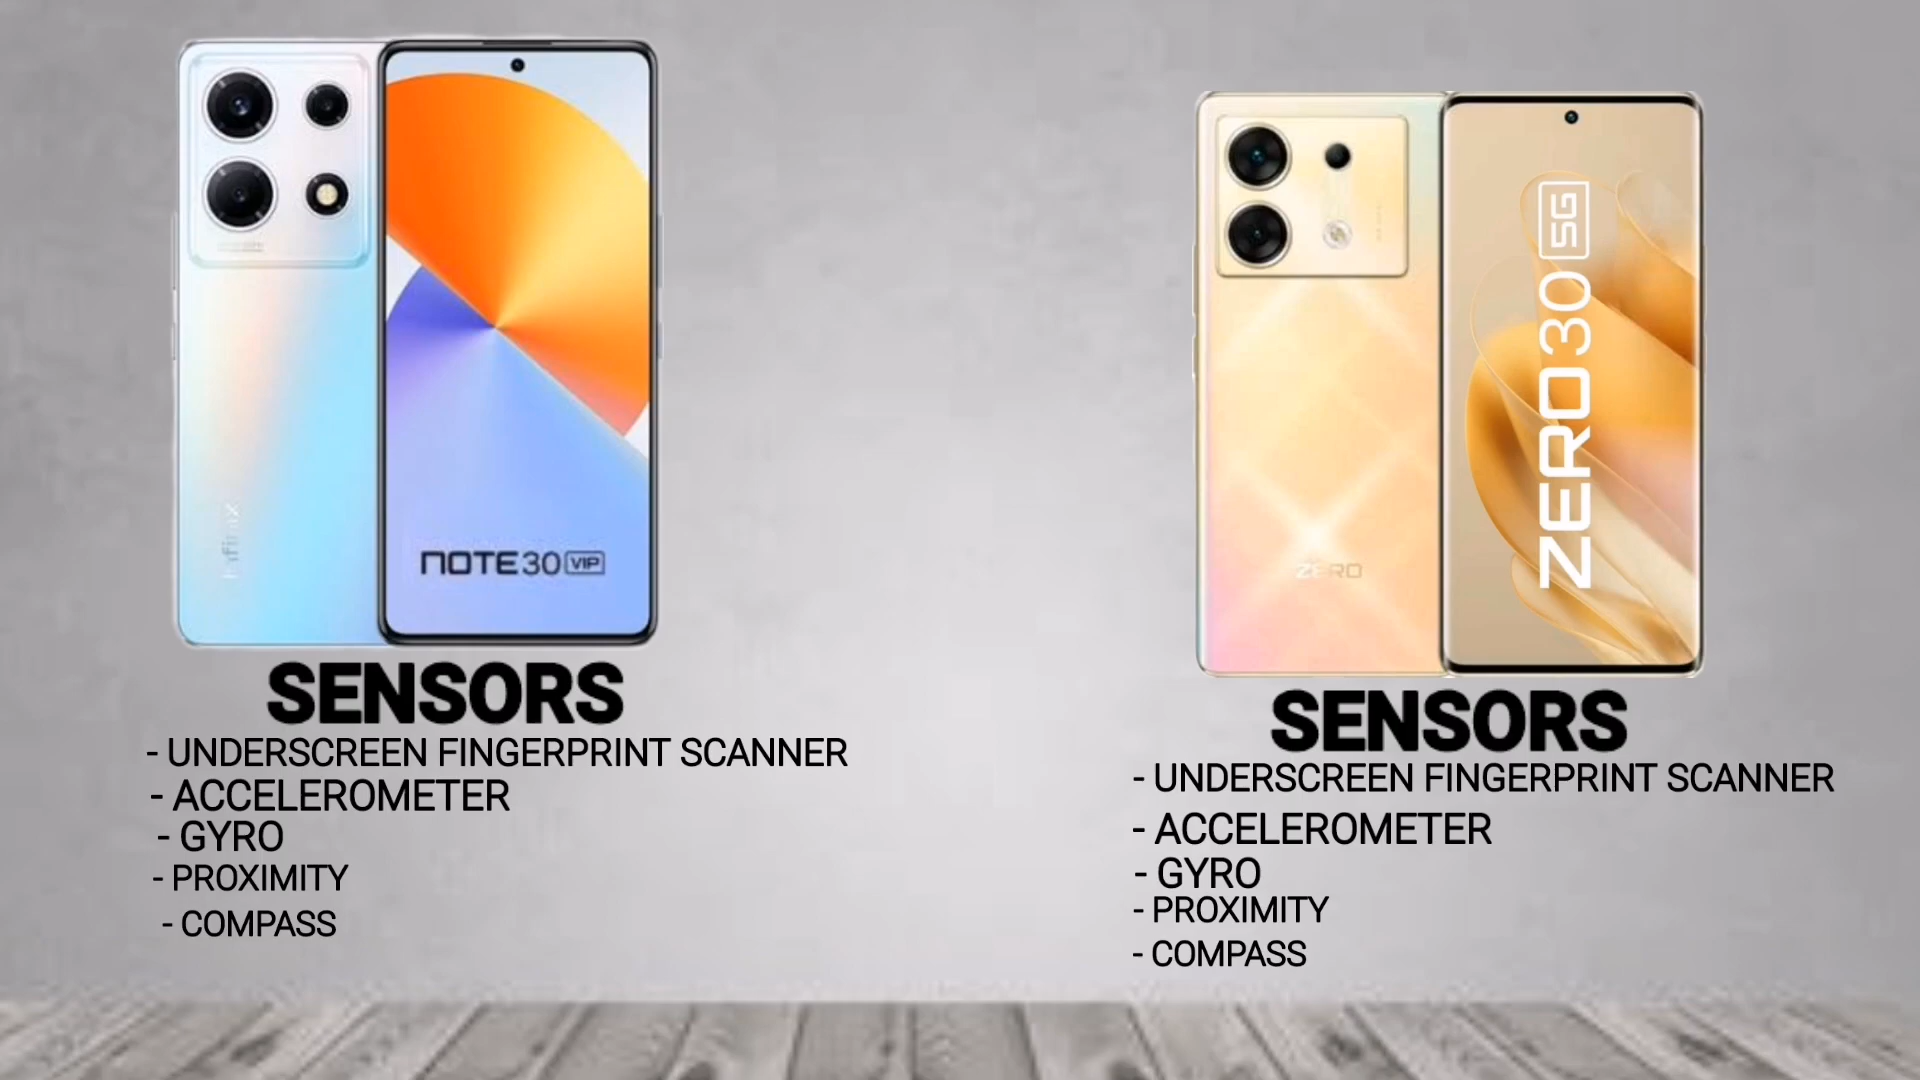 Infinix
NOTE 30 VIP
SENSORS
- UNDERSCREEN FINGERPRINT SCANNER
- ACCELEROMETER
- GYRO
- PROXIMITY
- COMPASS
ZERO
ZERO 30 5G
SENSORS
- UNDERSCREEN FINGERPRINT SCANNER
- ACCELEROMETER
- GYRO
- PROXIMITY
- COMPASS